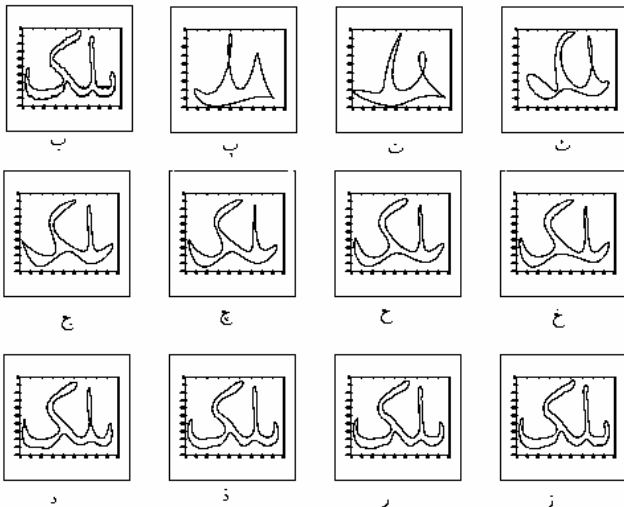 ب پ ت ث
ج چ ح خ
د ذ ر ز